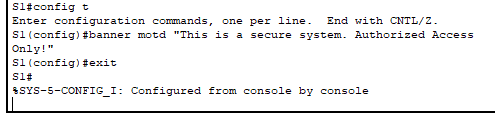 S1#config t
Enter configuration commands, one per line.  End with CNTL/Z.
S1(config)#banner motd "This is a secure system. Authorized Access
Only!"
S1(config)#exit
S1#
%SYS-5-CONFIG_I: Configured from console by console